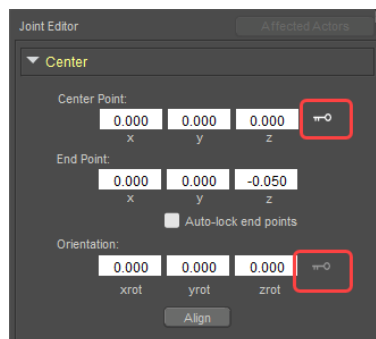 Joint Editor Affected Actors
Center
Center Point:
0.000 0.000 0.000
x y z
End Point:
0.000 0.000 -0.050
x y z
Auto-lock end points
Orientation:
0.000 0.000 0.000
xrot yrot zrot
Align